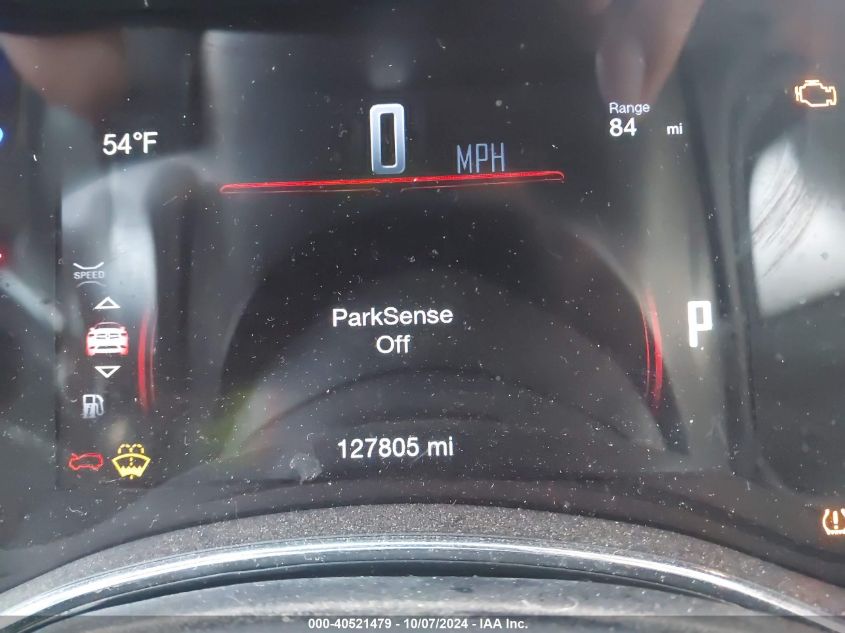 54°F
0 MPH
Range
84 mi
SPEED
ParkSense
Off
P
127805 mi
000-40521479 - 10/07/2024 - IAA Inc.